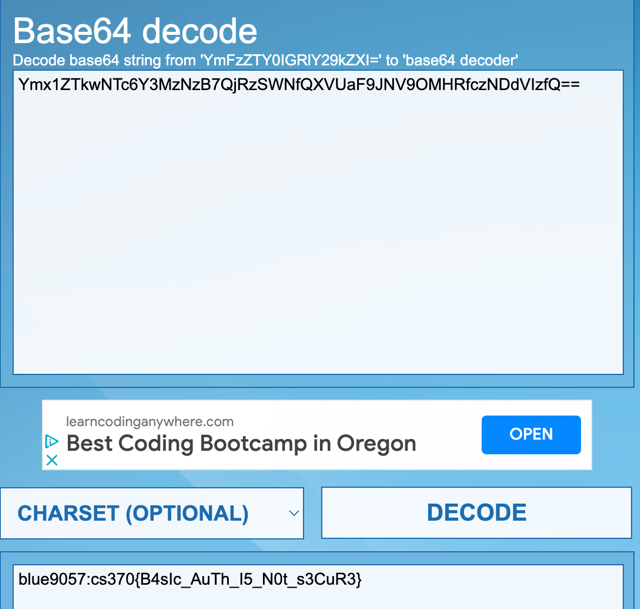 Base64 decode
Decode base64 string from 'YmFzZTY0IGRlY29kZXI=' to 'base64 decoder'
Ymx1ZTkwNTc6Y3MzNzB7QjRzSWNfQXVUaF9JNV9OMHRfczNDdVIzfQ==
learncodinganywhere.com
Best Coding Bootcamp in Oregon
OPEN
CHARSET (OPTIONAL)
DECODE
blue9057:cs370{B4sIc_AuTh_I5_N0t_s3CuR3}